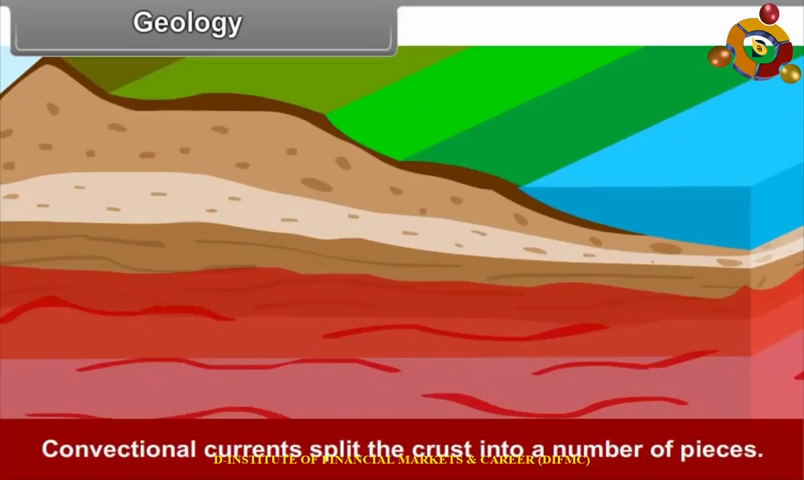 Geology
Convectional currents split the crust into a number of pieces.
D-INSTITUTE OF FINANCIAL MARKETS & CAREER (DIFMC)